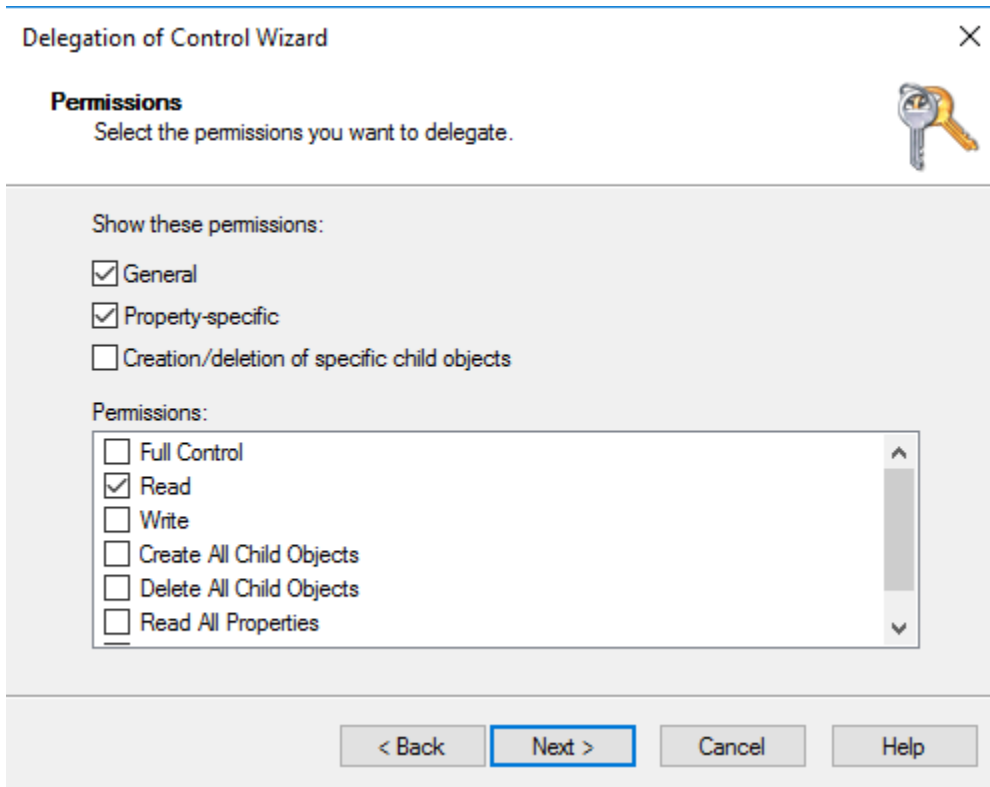 Delegation of Control Wizard
Permissions
Select the permissions you want to delegate.
Show these permissions:
General
Property-specific
Creation/deletion of specific child objects
Permissions:
Full Control
Read
Write
Create All Child Objects
Delete All Child Objects
Read All Properties
< Back Next > Cancel Help